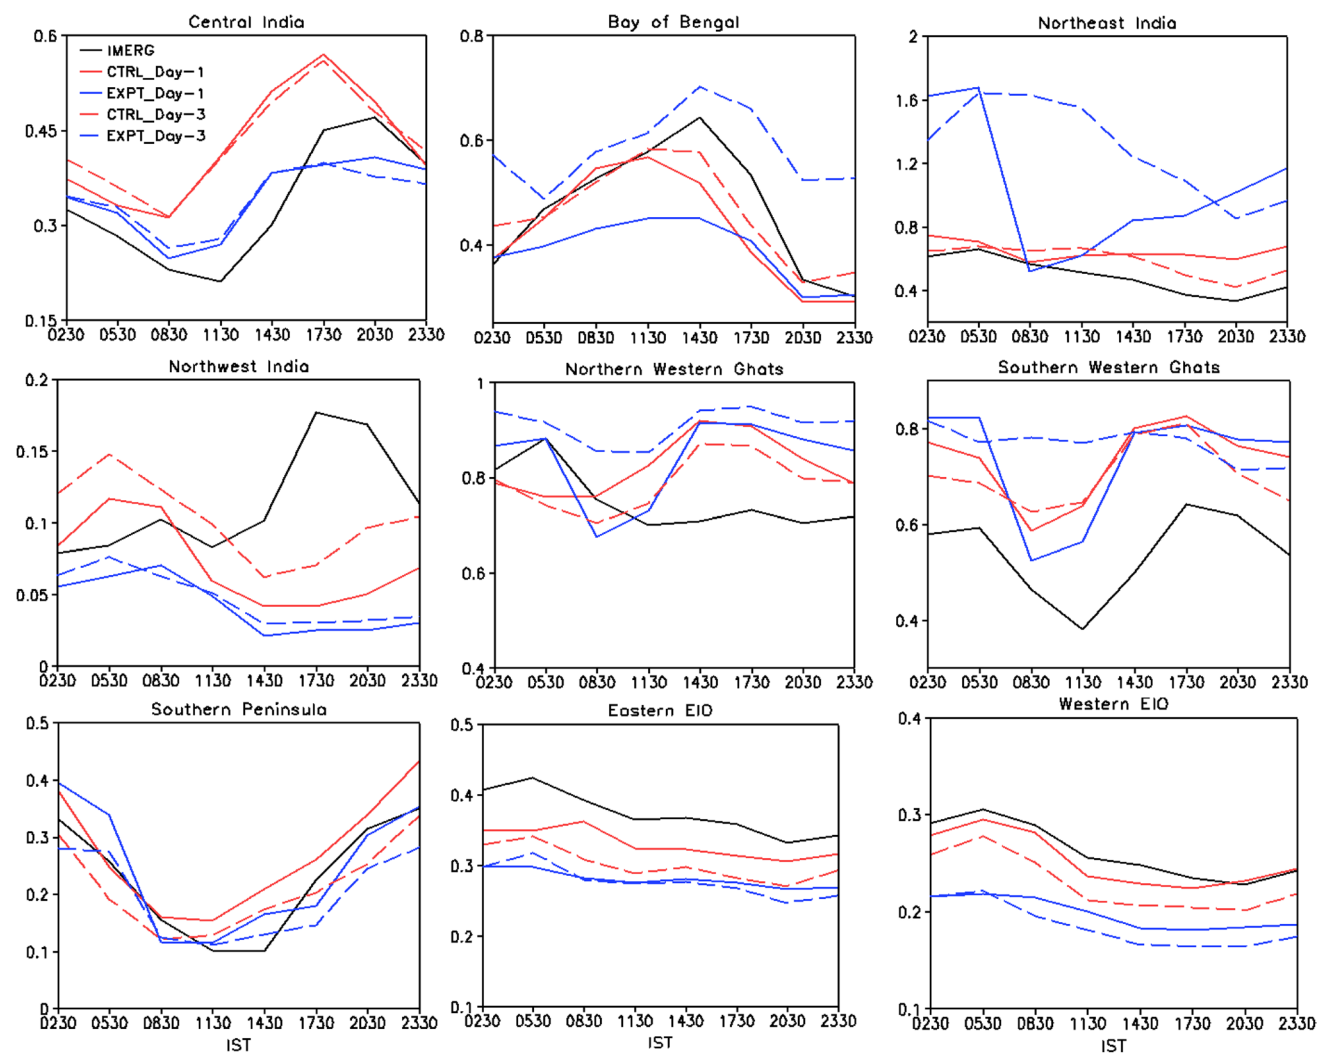 Central India
0.6
0.45
0.3
0.15
IMERG
CTRL_Day-1
EXPT_Day-1
CTRL_Day-3
EXPT_Day-3
0230 0530 0830 1130 1430 1730 2030 2330
Bay of Bengal
0.8
0.6
0.4
0230 0530 0830 1130 1430 1730 2030 2330
Northeast India
2
1.6
1.2
0.8
0.4
0230 0530 0830 1130 1430 1730 2030 2330
Northwest India
0.2
0.15
0.1
0.05
0
0230 0530 0830 1130 1430 1730 2030 2330
Northern Western Ghats
1
0.8
0.6
0.4
0230 0530 0830 1130 1430 1730 2030 2330
Southern Western Ghats
0.8
0.6
0.4
0230 0530 0830 1130 1430 1730 2030 2330
Southern Peninsula
0.5
0.4
0.3
0.2
0.1
0
0230 0530 0830 1130 1430 1730 2030 2330
IST
Eastern EIO
0.5
0.4
0.3
0.2
0.1
0230 0530 0830 1130 1430 1730 2030 2330
IST
Western EIO
0.4
0.3
0.2
0.1
0230 0530 0830 1130 1430 1730 2030 2330
IST